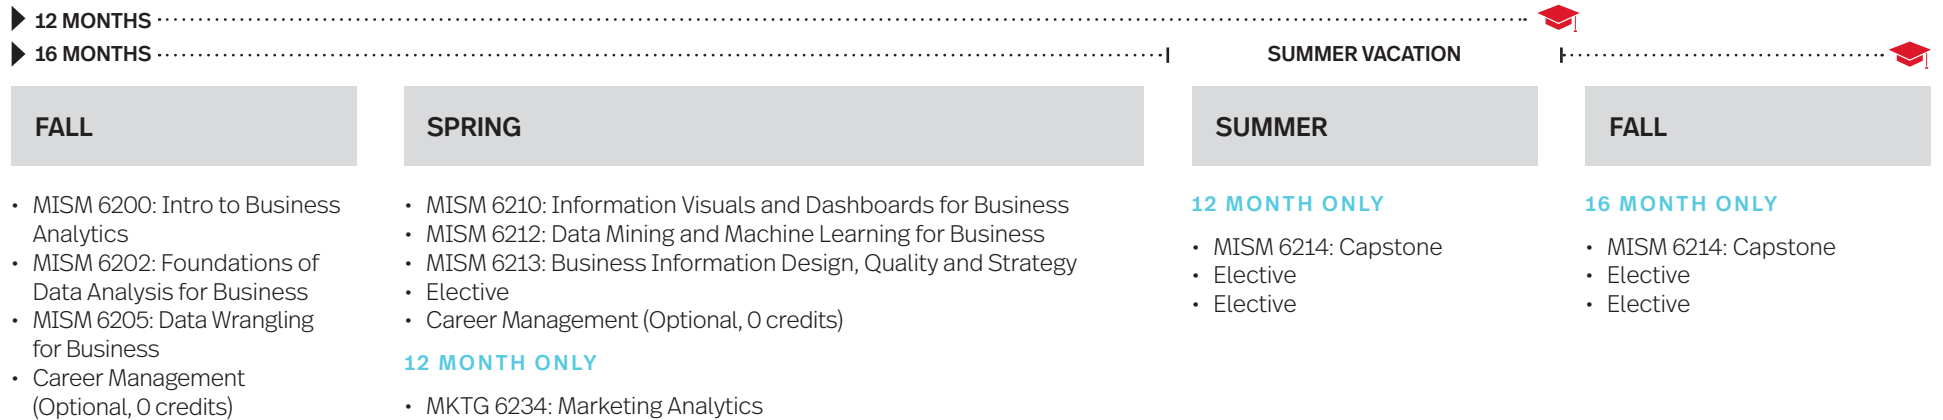 12 MONTHS
16 MONTHS
SUMMER VACATION
FALL
• MISM 6200: Intro to Business
Analytics
• MISM 6202: Foundations of
Data Analysis for Business
• MISM 6205: Data Wrangling
for Business
• Career Management
(Optional, 0 credits)
SPRING
• MISM 6210: Information Visuals and Dashboards for Business
• MISM 6212: Data Mining and Machine Learning for Business
• MISM 6213: Business Information Design, Quality and Strategy
• Elective
• Career Management (Optional, 0 credits)
12 MONTH ONLY
• MKTG 6234: Marketing Analytics
SUMMER
12 MONTH ONLY
• MISM 6214: Capstone
• Elective
• Elective
FALL
16 MONTH ONLY
• MISM 6214: Capstone
• Elective
• Elective